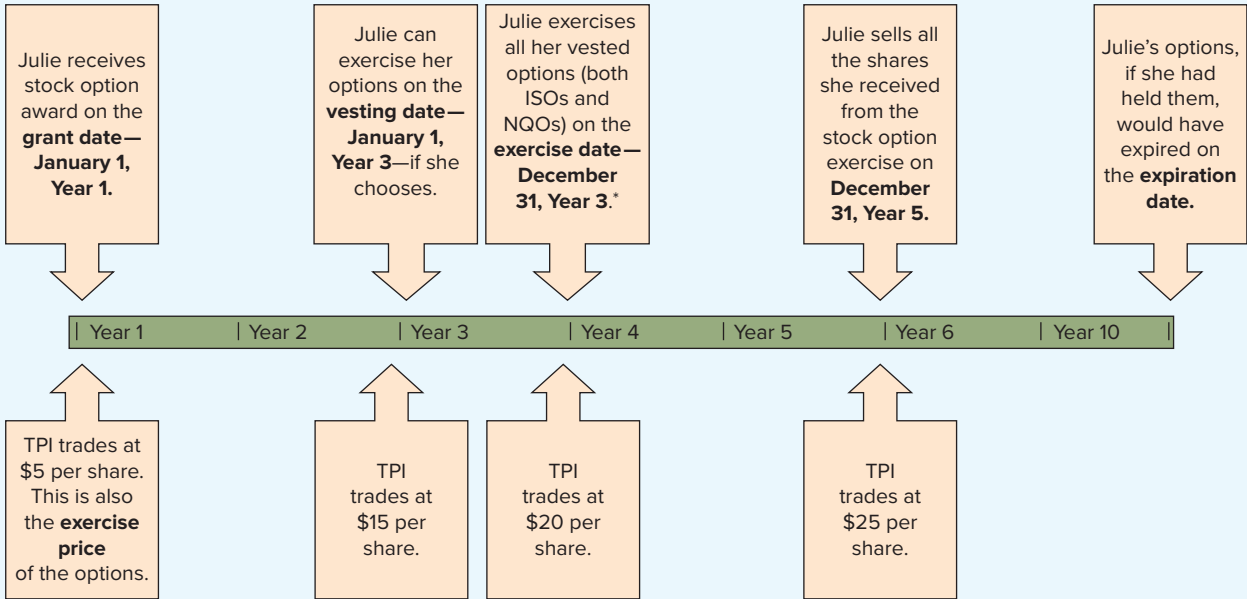 Julie receives
stock option
award on the
grant date—
January 1,
Year 1.
Julie can
exercise her
options on the
vesting date—
January 1,
Year 3—if she
chooses.
Julie exercises
all her vested
options (both
ISOs and
NQOs) on the
exercise date—
December
31, Year 3.*
Julie sells all
the shares
she received
from the
stock option
exercise on
December
31, Year 5.
Julie’s options,
if she had
held them,
would have
expired on
the expiration
date.
| Year 1 | Year 2 | Year 3 | Year 4 | Year 5 | Year 6 | Year 10 |
TPI trades at
$5 per share.
This is also
the exercise
price
of the options.
TPI
trades at
$15 per
share.
TPI
trades at
$20 per
share.
TPI
trades at
$25 per
share.